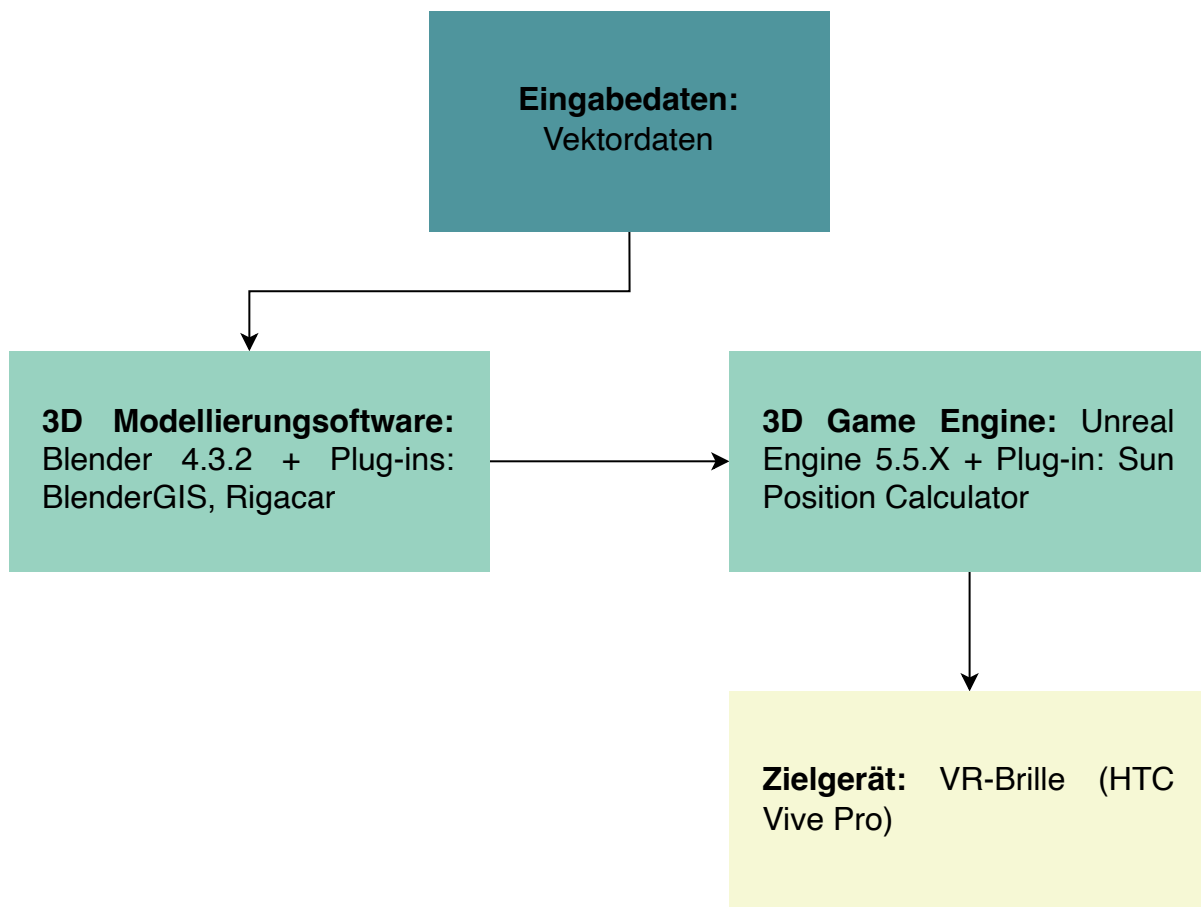 Eingabedaten:
Vektordaten
3D Modellierungsoftware:
Blender 4.3.2 + Plug-ins:
BlenderGIS, Rigacar
3D Game Engine: Unreal
Engine 5.5.X + Plug-in: Sun
Position Calculator
Zielgerät: VR-Brille (HTC
Vive Pro)